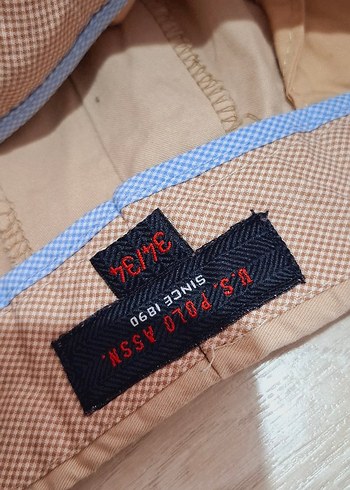 U.S. POLO ASSN.
SINCE 1890
34/34